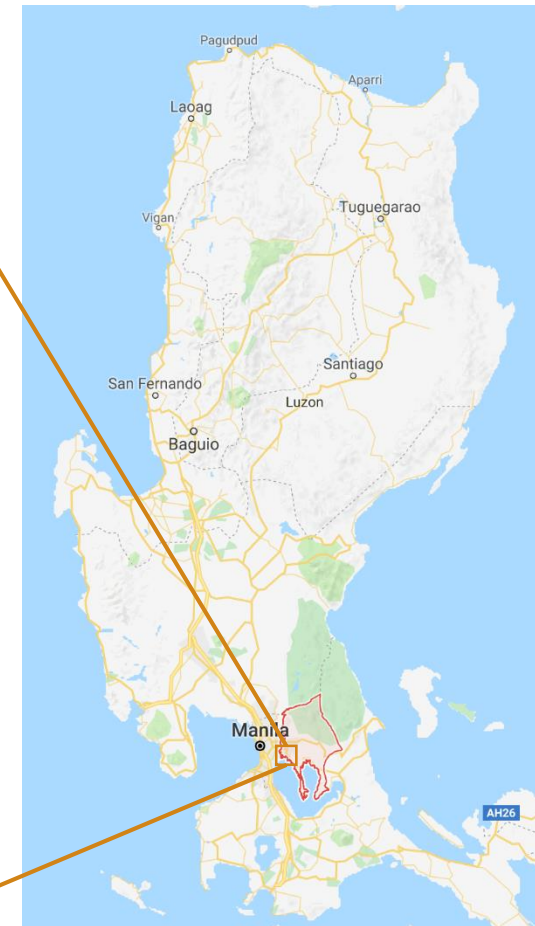 Pagudpud
Aparri
Laoag
Tuguegarao
Vigan
Santiago
San Fernando
Luzon
Baguio
Manila
AH26